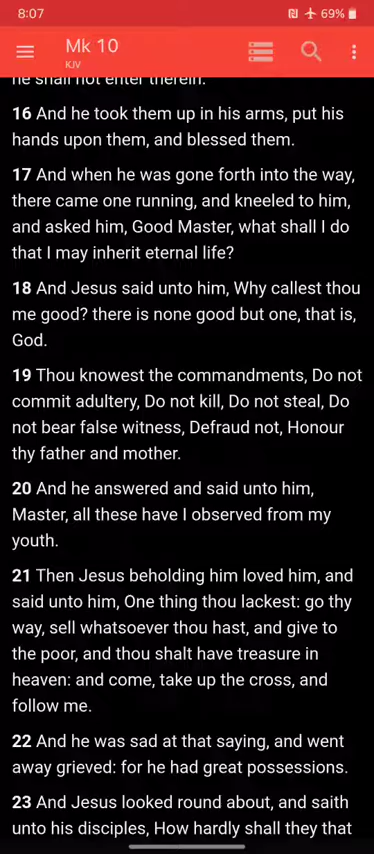 8:07
69%
Mk 10
KJV
he shall not enter therein.
16 And he took them up in his arms, put his
hands upon them, and blessed them.
17 And when he was gone forth into the way,
there came one running, and kneeled to him,
and asked him, Good Master, what shall I do
that I may inherit eternal life?
18 And Jesus said unto him, Why callest thou
me good? there is none good but one, that is,
God.
19 Thou knowest the commandments, Do not
commit adultery, Do not kill, Do not steal, Do
not bear false witness, Defraud not, Honour
thy father and mother.
20 And he answered and said unto him,
Master, all these have I observed from my
youth.
21 Then Jesus beholding him loved him, and
said unto him, One thing thou lackest: go thy
way, sell whatsoever thou hast, and give to
the poor, and thou shalt have treasure in
heaven: and come, take up the cross, and
follow me.
22 And he was sad at that saying, and went
away grieved: for he had great possessions.
23 And Jesus looked round about, and saith
unto his disciples, How hardly shall they that